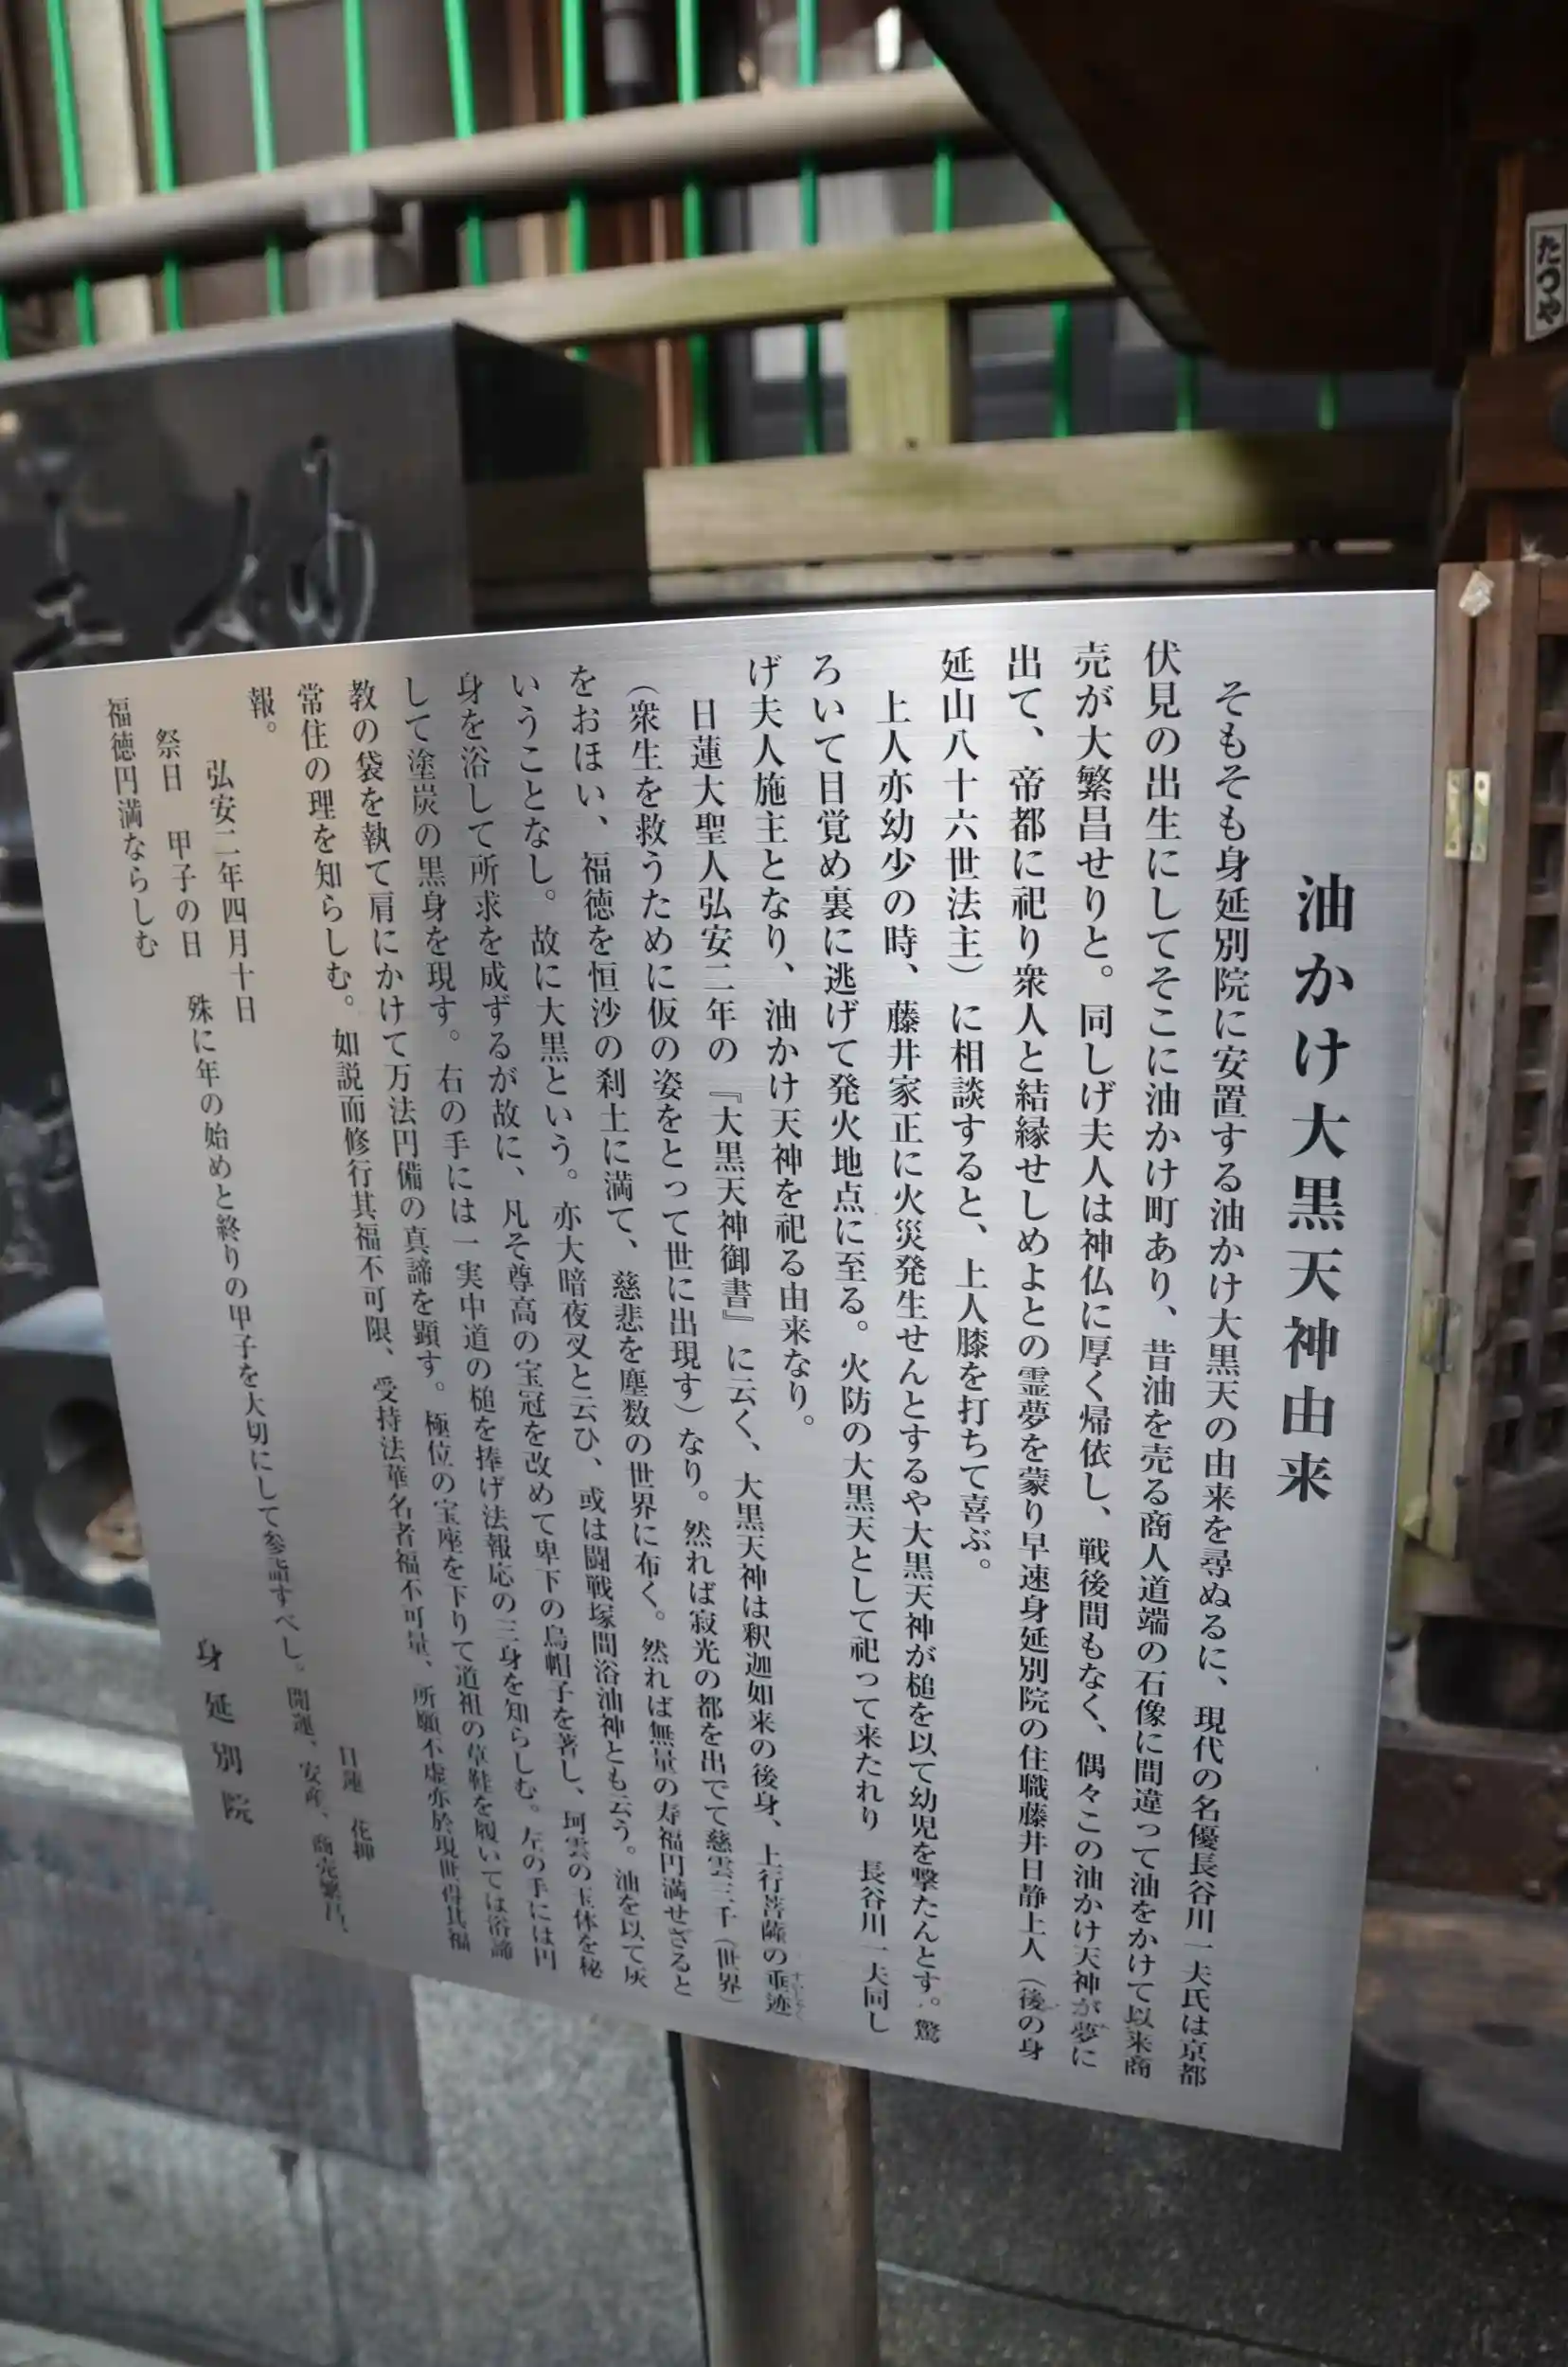 油かけ大黒天神由来
そもそも身延別院に安置する油かけ大黒天の由来を尋ぬるに、現代の名優長谷川一夫氏は京都
伏見の出生にしてそこに油かけ町あり、昔油を売る商人道端の石像に間違って油をかけて以来商
売が大繁昌せりと。同しげ夫人は神仏に厚く帰依し、戦後間もなく、偶々この油かけ天神が夢に
出て、帝都に祀り衆人と結縁せしめよとの霊夢を蒙り早速身延別院の住職藤井日静上人（後の身
延山八十六世法主）に相談すると、上人膝を打ちて喜ぶ。
上人亦幼少の時、藤井家正に火災発生せんとするや大黒天神が槌を以て幼児を撃たんとす。驚
ろいて目覚め裏に逃げて発火地点に至る。火防の大黒天として祀って来たれり　長谷川一夫同し
げ夫人施主となり、油かけ天神を祀る由来なり。
日蓮大聖人弘安二年の『大黒天神御書』に云く、大黒天神は釈迦如来の後身、上行菩薩の垂迹
（衆生を救うために仮の姿をとって世に出現す）なり。然れば寂光の都を出でて慈雲三千（世界）
をおほい、福徳を恒沙の刹土に満て、慈悲を塵数の世界に布く。然れば無量の寿福円満せざると
いうことなし。故に大黒という。亦大暗夜叉と云ひ、或は闘戦塚間浴油神とも云う。油を以て灰
身を浴して所求を成ずるが故に、凡そ尊高の宝冠を改めて卑下の烏帽子を著し、珂雪の玉体を秘
して塗炭の黒身を現す。右の手には一実中道の槌を捧げ法報応の三身を知らしむ。左の手には円
教の袋を執て肩にかけて万法円備の真諦を顕す。極位の宝座を下りて道祖の草鞋を履いては浴諦
常住の理を知らしむ。如説而修行其福不可限、受持法華名者福不可量、所願不虚亦於現世得其福
報。
弘安二年四月十日
日蓮　花押
祭日　甲子の日　殊に年の始めと終りの甲子を大切にして参詣すべし。開運、安産、商売繁昌、
福徳円満ならしむ
身延別院
たつや